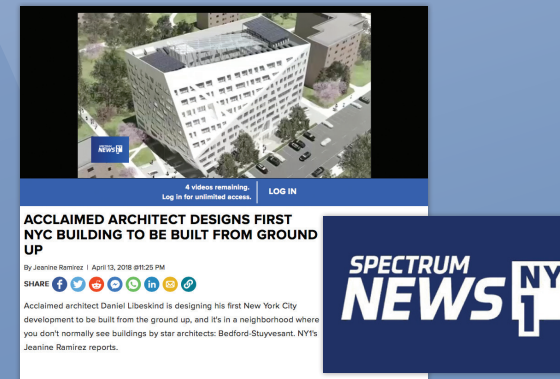 SPECTRUM
NEWS NY1
4 videos remaining.
Log in for unlimited access.
LOG IN
ACCLAIMED ARCHITECT DESIGNS FIRST
NYC BUILDING TO BE BUILT FROM GROUND
UP
By Jeanine Ramirez | April 13, 2018 @11:25 PM
SHARE
Acclaimed architect Daniel Libeskind is designing his first New York City
development to be built from the ground up, and it's in a neighborhood where
you don't normally see buildings by star architects: Bedford-Stuyvesant. NY1's
Jeanine Ramirez reports.
SPECTRUM
NEWS NY
1